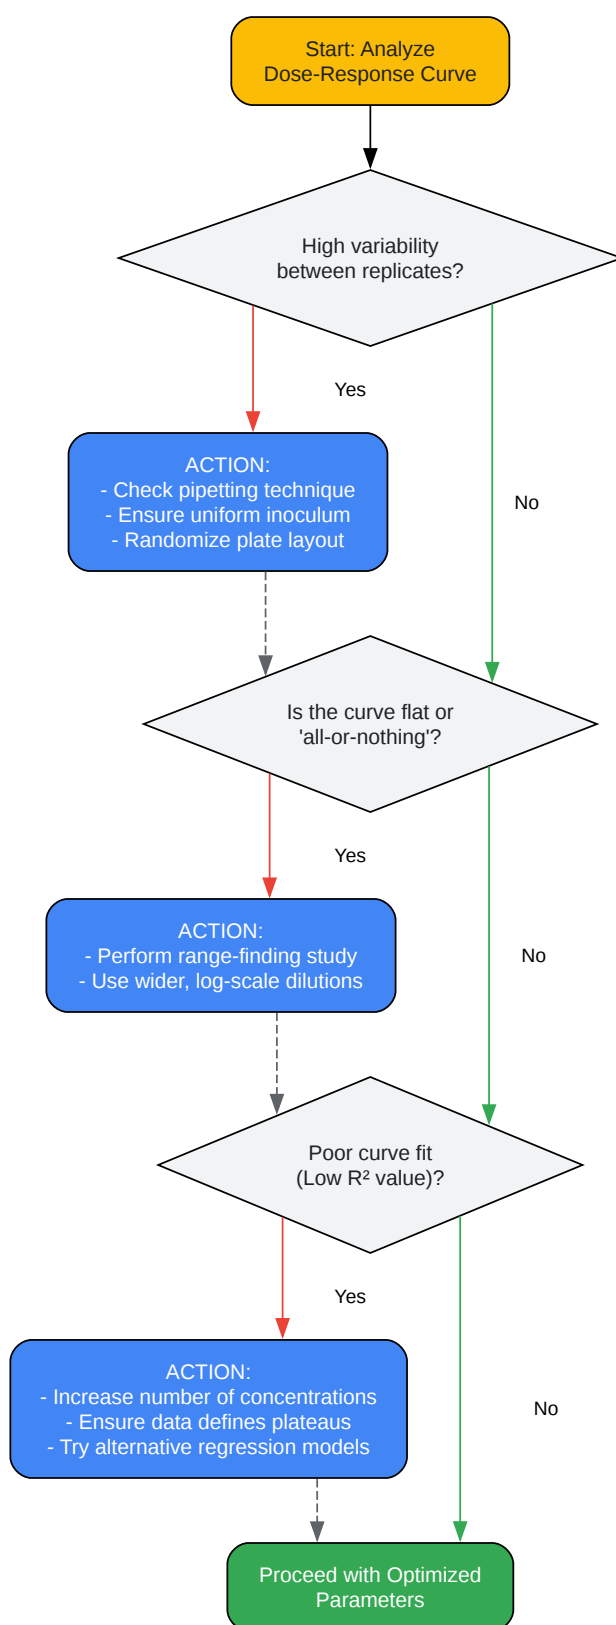 Start: Analyze
Dose-Response Curve
High variability
between replicates?
Yes
ACTION:
- Check pipetting technique
- Ensure uniform inoculum
- Randomize plate layout
No
Is the curve flat or
'all-or-nothing'?
Yes
ACTION:
- Perform range-finding study
- Use wider, log-scale dilutions
No
Poor curve fit
(Low R² value)?
Yes
ACTION:
- Increase number of concentrations
- Ensure data defines plateaus
- Try alternative regression models
No
Proceed with Optimized
Parameters